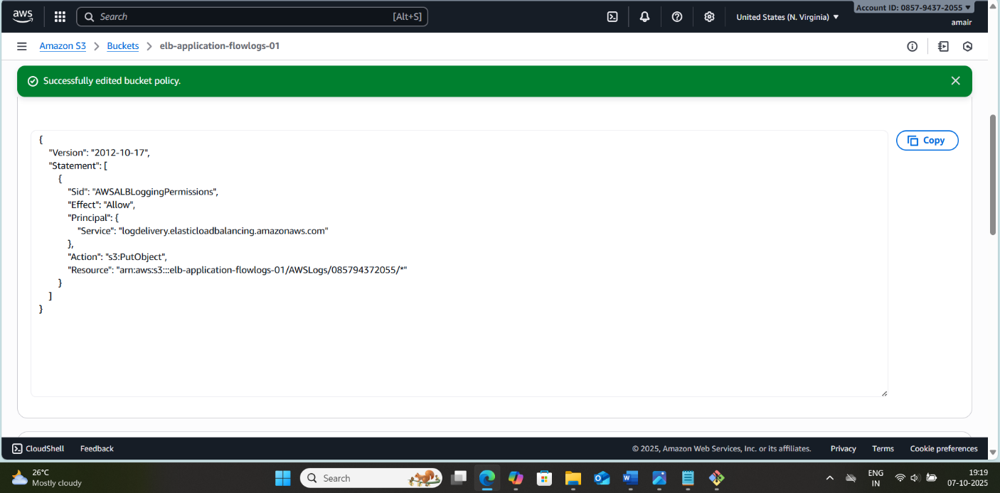 aws
Search [Alt+S]
United States (N. Virginia)
Account ID: 0857-9437-2055
amair
Amazon S3 > Buckets > elb-application-flowlogs-01
Successfully edited bucket policy.
Copy
{
"Version": "2012-10-17",
"Statement": [
{
"Sid": "AWSALBLoggingPermissions",
"Effect": "Allow",
"Principal": {
"Service": "logdelivery.elasticloadbalancing.amazonaws.com"
},
"Action": "s3:PutObject",
"Resource": "arn:aws:s3:::elb-application-flowlogs-01/AWSLogs/085794372055/*"
}
]
}
CloudShell Feedback © 2025, Amazon Web Services, Inc. or its affiliates. Privacy Terms Cookie preferences
26°C
Mostly cloudy
Search
ENG
IN
19:19
07-10-2025